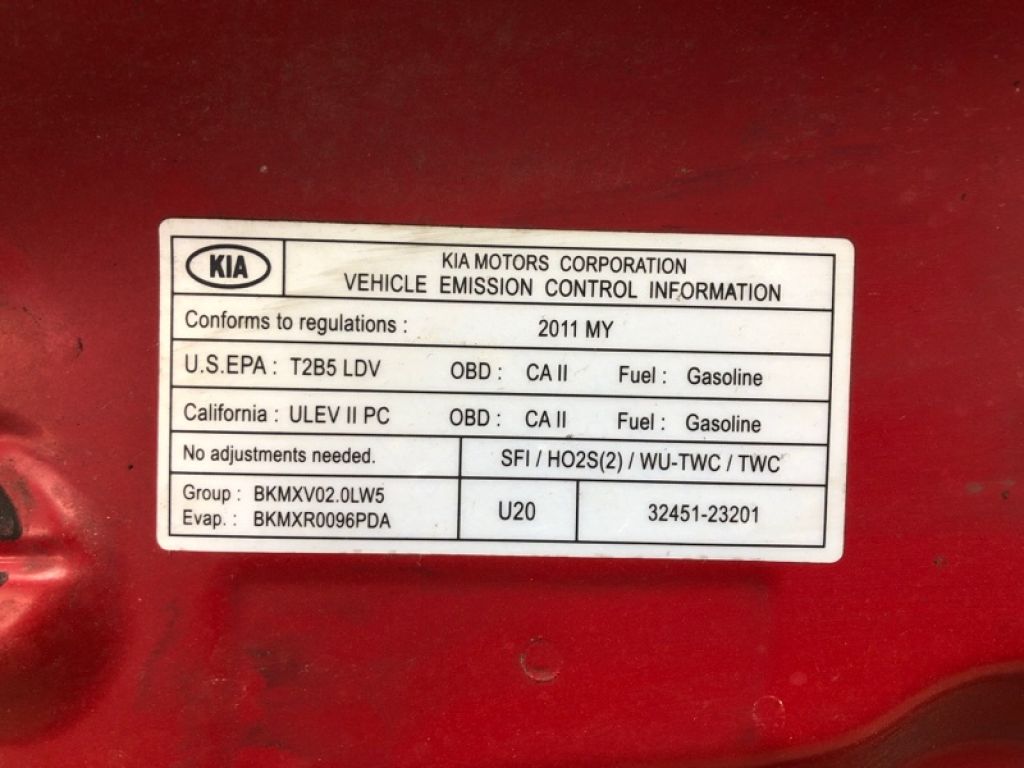 KIA
KIA MOTORS CORPORATION
VEHICLE EMISSION CONTROL INFORMATION
Conforms to regulations : 2011 MY
U.S.EPA : T2B5 LDV OBD : CA II Fuel : Gasoline
California : ULEV II PC OBD : CA II Fuel : Gasoline
No adjustments needed. SFI / HO2S(2) / WU-TWC / TWC
Group : BKMXV02.0LW5
Evap. : BKMXR0096PDA
U20 32451-23201